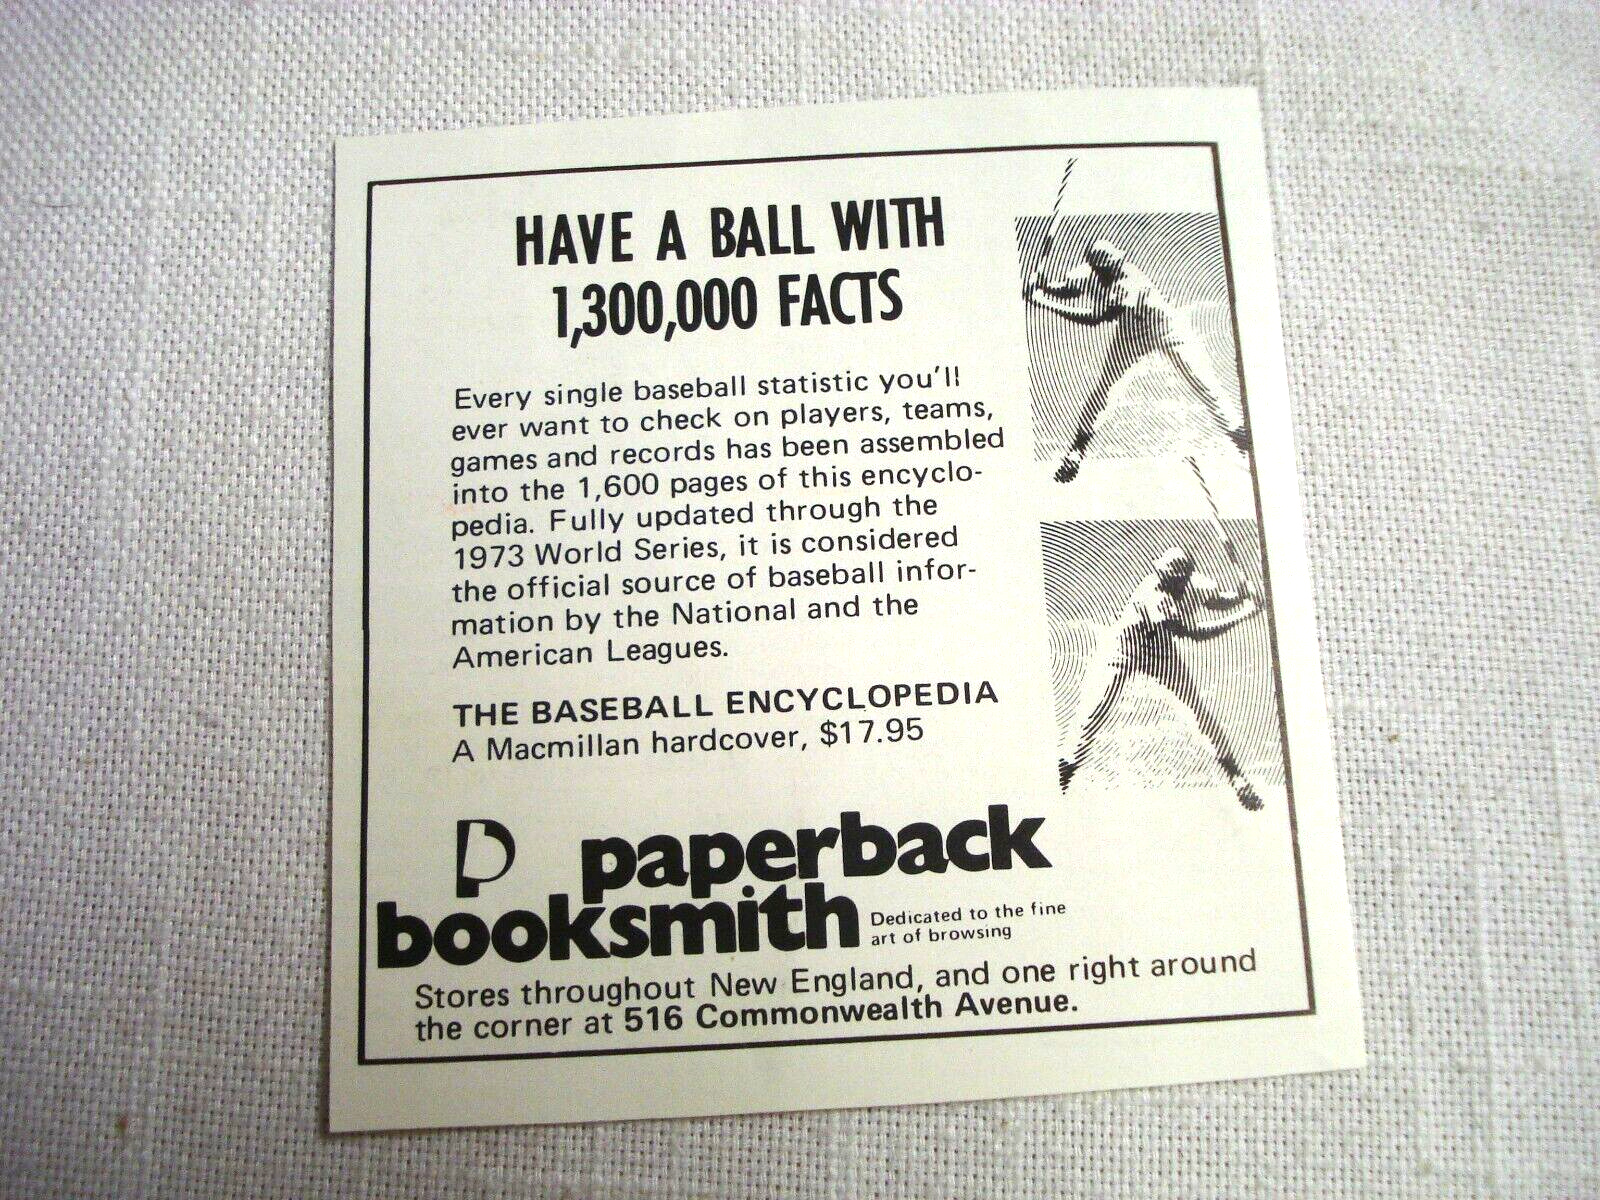 HAVE A BALL WITH
1,300,000 FACTS
Every single baseball statistic you'll
ever want to check on players, teams,
games and records has been assembled
into the 1,600 pages of this encyclo-
pedia. Fully updated through the
1973 World Series, it is considered
the official source of baseball infor-
mation by the National and the
American Leagues.
THE BASEBALL ENCYCLOPEDIA
A Macmillan hardcover, $17.95
paperback
booksmith
Dedicated to the fine
art of browsing
Stores throughout New England, and one right around
the corner at 516 Commonwealth Avenue.